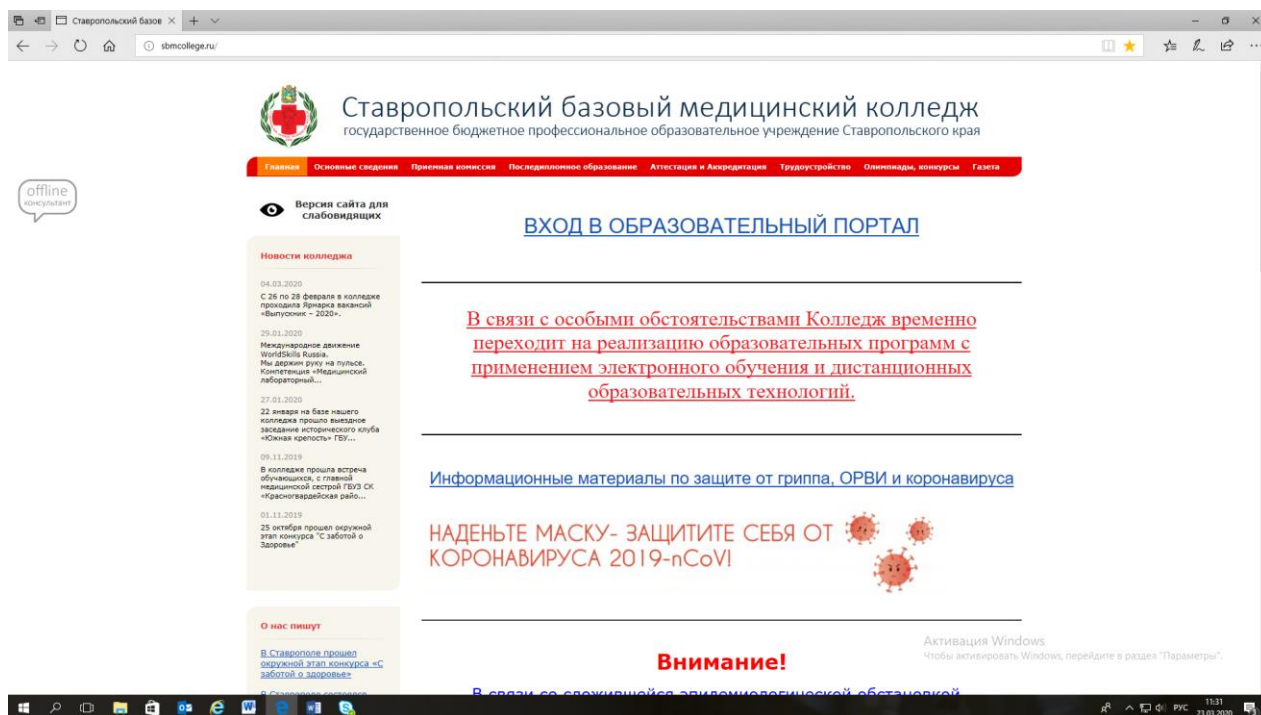 Ставропольский базов
sbmcollege.ru/
Ставропольский базовый медицинский колледж
государственное бюджетное профессиональное образовательное учреждение Ставропольского края
Главная Основные сведения Приемная комиссия Последипломное образование Аттестация и Аккредитация Трудоустройство Олимпиады, конкурсы Газета
offline
консультант
Версия сайта для
слабовидящих
Новости колледжа
04.03.2020
С 26 по 28 февраля в колледже
проходила Ярмарка вакансий
«Выпускник – 2020».
29.01.2020
Международное движение
WorldSkills Russia.
Мы держим руку на пульсе.
Компетенция «Медицинский
лабораторный...
27.01.2020
22 января на базе нашего
колледжа прошло выездное
заседание исторического клуба
«Южная крепость» ГБУ...
09.11.2019
В колледже прошла встреча
обучающихся, с главной
медицинской сестрой ГБУЗ СК
«Красногвардейская райо...
01.11.2019
25 октября прошел окружной
этап конкурса "С заботой о
Здоровье"
О нас пишут
В Ставрополе прошел
окружной этап конкурса «С
заботой о здоровье»
В Ставрополе состоялся
ВХОД В ОБРАЗОВАТЕЛЬНЫЙ ПОРТАЛ
В связи с особыми обстоятельствами Колледж временно
переходит на реализацию образовательных программ с
применением электронного обучения и дистанционных
образовательных технологий.
Информационные материалы по защите от гриппа, ОРВИ и коронавируса
НАДЕНЬТЕ МАСКУ- ЗАЩИТИТЕ СЕБЯ ОТ
КОРОНАВИРУСА 2019-nCoV!
Внимание!
В связи со сложившейся эпидемиологической обстановкой
Активация Windows
Чтобы активировать Windows, перейдите в раздел "Параметры".
РУС
11:31
23.03.2020